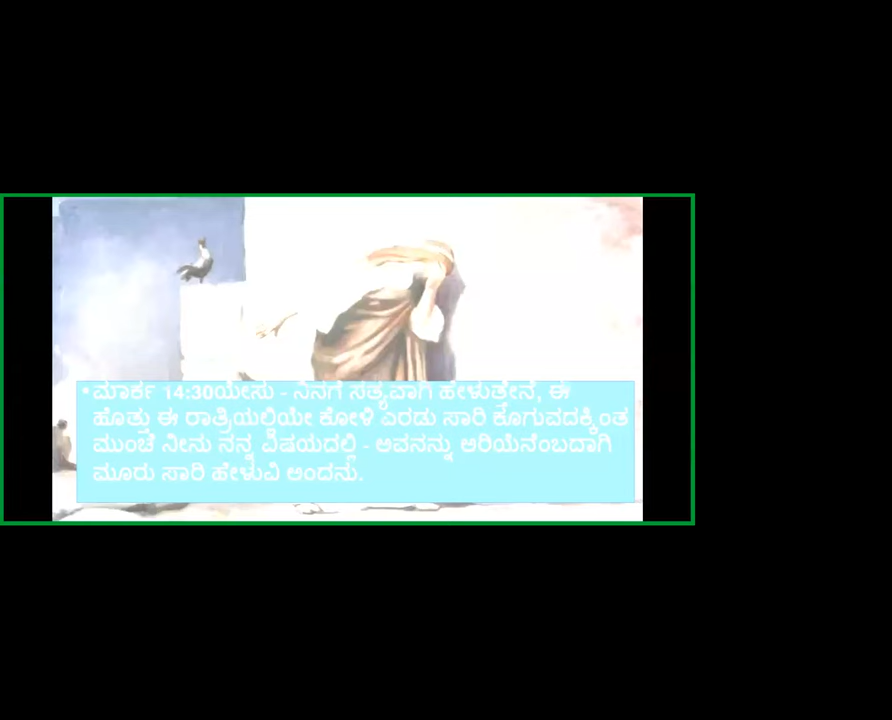 • ಮಾರ್ಕ 14:30ಯೇಸು - ನಿನಗೆ ಸತ್ಯವಾಗಿ ಹೇಳುತ್ತೇನೆ, ಈ
ಹೊತ್ತು ಈ ರಾತ್ರಿಯಲ್ಲಿಯೇ ಕೋಳಿ ಎರಡು ಸಾರಿ ಕೂಗುವದಕ್ಕಿಂತ
ಮುಂಚೆ ನೀನು ನನ್ನ ವಿಷಯದಲ್ಲಿ - ಅವನನ್ನು ಅರಿಯೆನೆಂಬದಾಗಿ
ಮೂರು ಸಾರಿ ಹೇಳುವಿ ಅಂದನು.